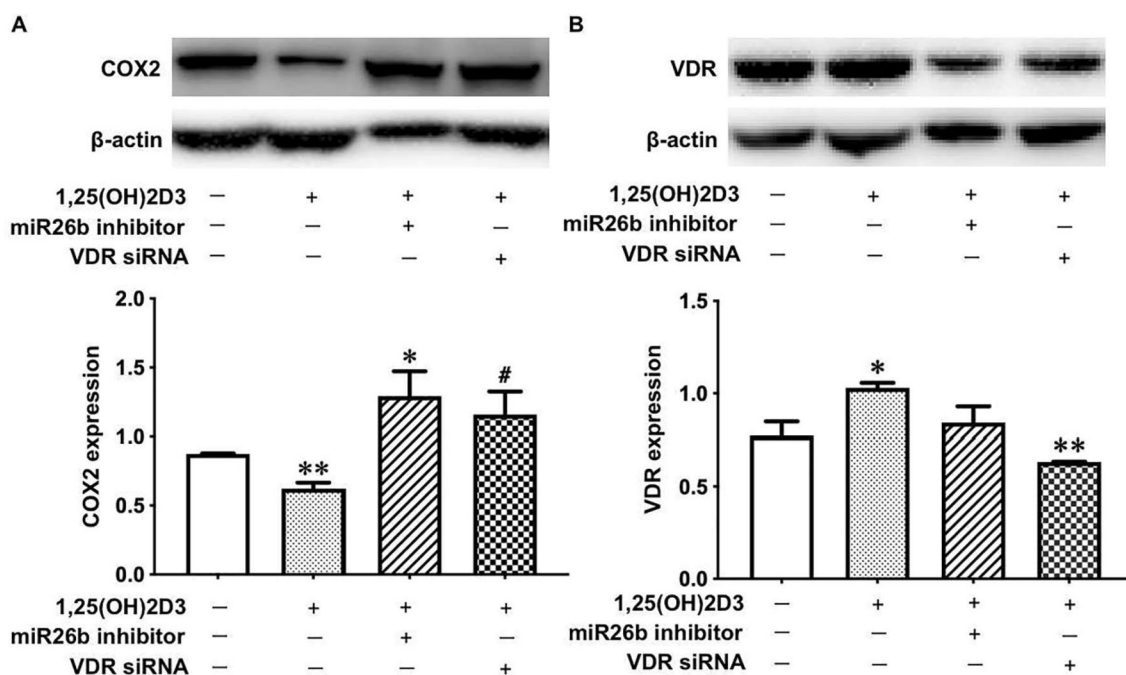 A
COX2
β-actin
1,25(OH)2D3 — + + +
miR26b inhibitor — — + —
VDR siRNA — — — +
COX2 expression
2.0
1.5
1.0
0.5
0.0
**
*
#
1,25(OH)2D3 — + + +
miR26b inhibitor — — + —
VDR siRNA — — — +
B
VDR
β-actin
1,25(OH)2D3 — + + +
miR26b inhibitor — — + —
VDR siRNA — — — +
VDR expression
1.5
1.0
0.5
0.0
*
**
1,25(OH)2D3 — + + +
miR26b inhibitor — — + —
VDR siRNA — — — +